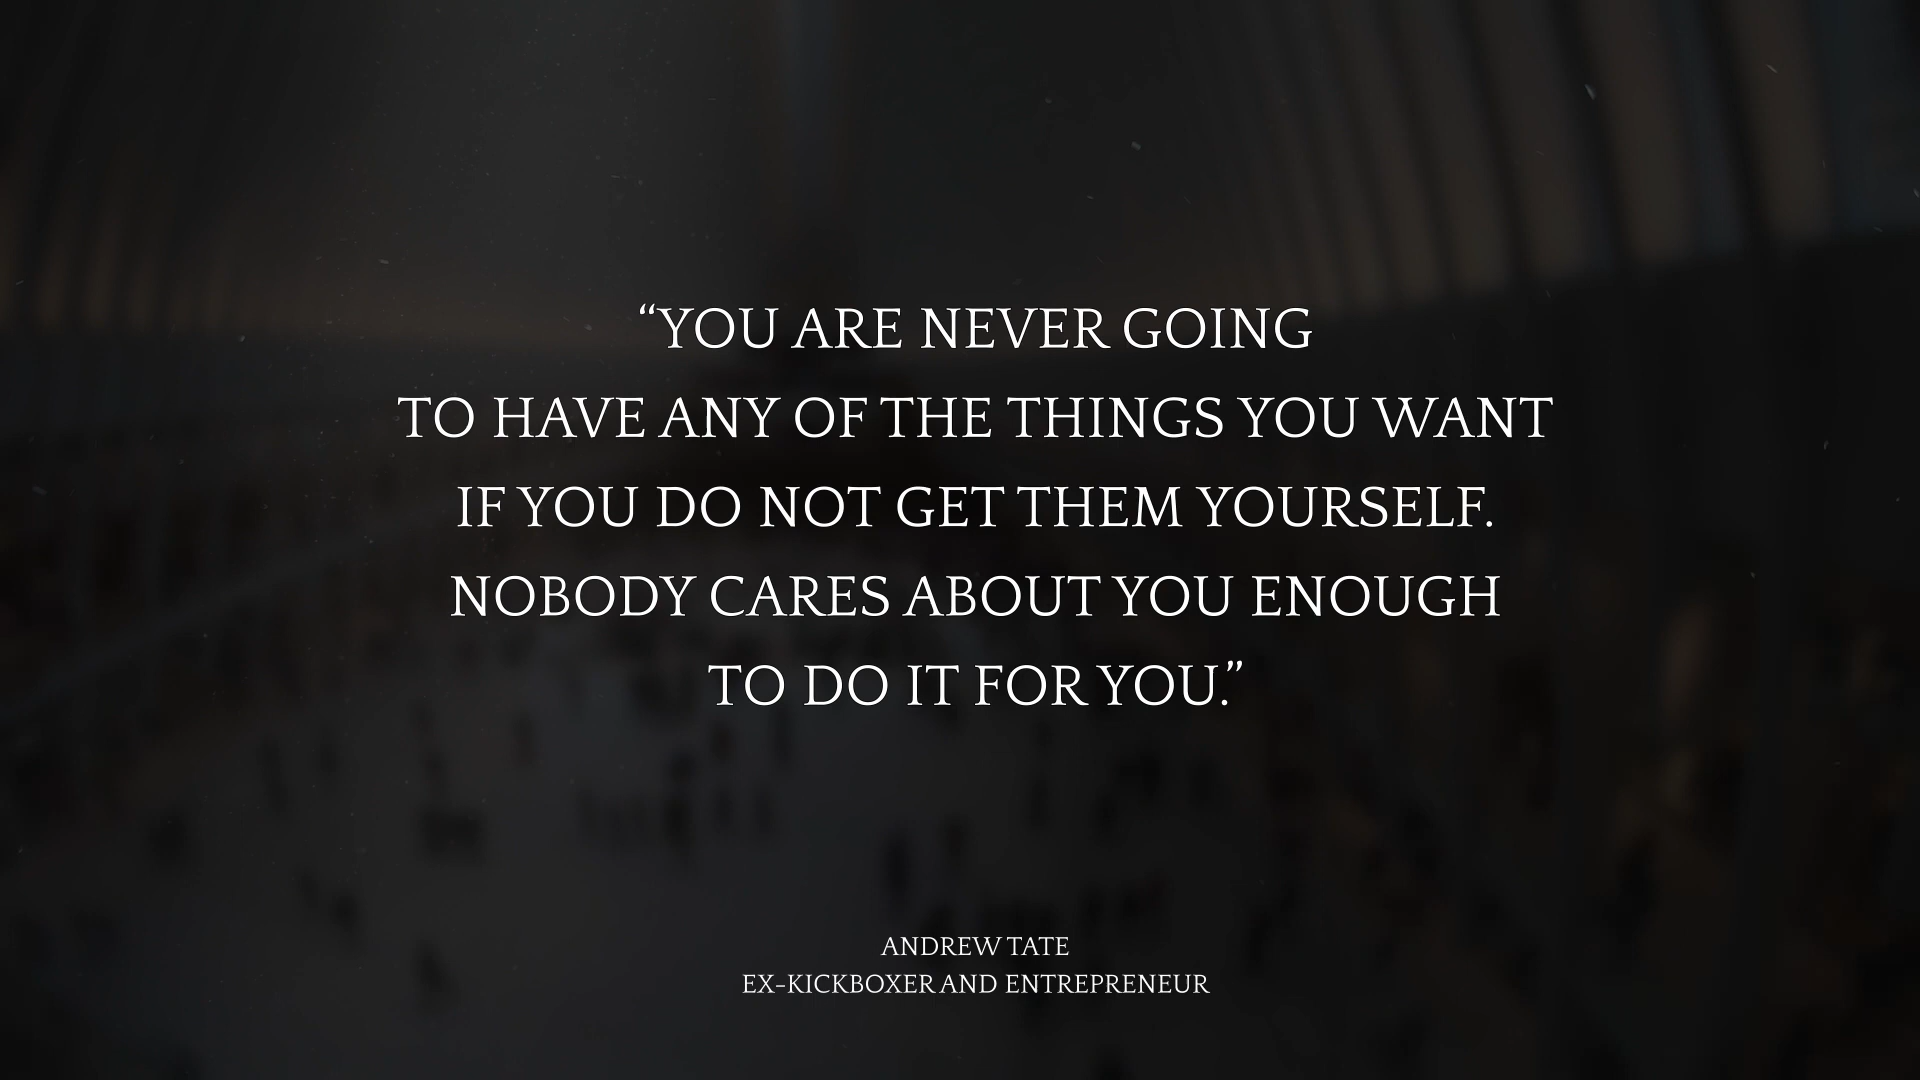 “YOU ARE NEVER GOING
TO HAVE ANY OF THE THINGS YOU WANT
IF YOU DO NOT GET THEM YOURSELF.
NOBODY CARES ABOUT YOU ENOUGH
TO DO IT FOR YOU.”
ANDREW TATE
EX-KICKBOXER AND ENTREPRENEUR